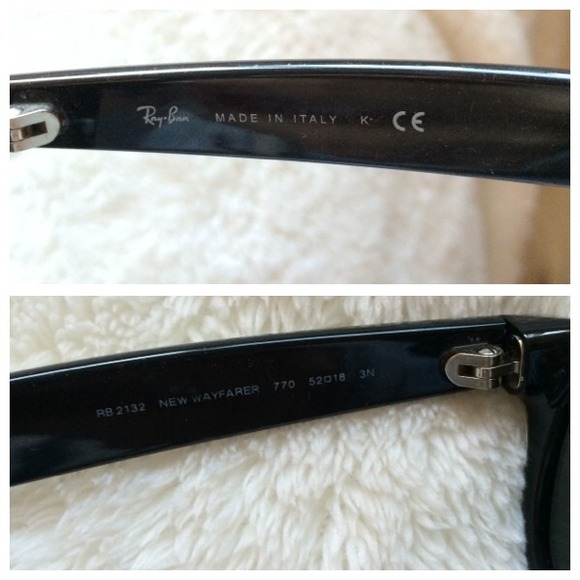 Ray-Ban MADE IN ITALY K· CE
RB 2132 NEW WAYFARER 770 52□18 3N